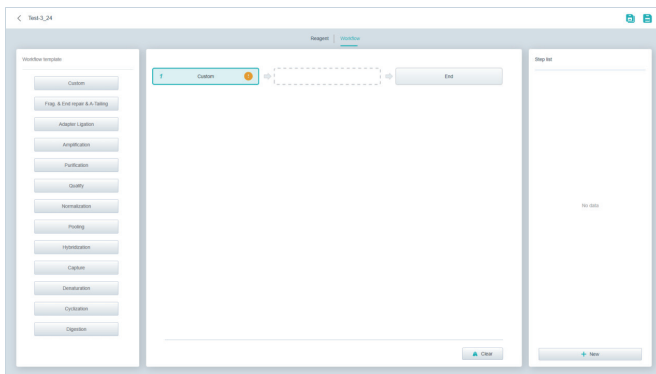 Test-3_24
Reagent
Workflow
Workflow template
Custom
Frag. & End repair & A-Tailing
Adapter Ligation
Amplification
Purification
Qualify
Normalization
Pooling
Hybridization
Capture
Denaturation
Cyclization
Digestion
1
Custom
!
End
Clear
Step list
No data
+ New